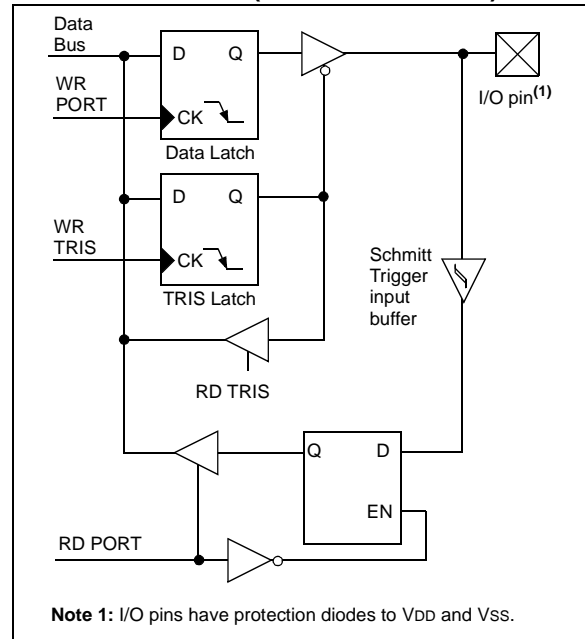 Data
Bus
D Q
WR
PORT
CK
Data Latch
I/O pin(1)
D Q
WR
TRIS
CK
TRIS Latch
Schmitt
Trigger
input
buffer
RD TRIS
Q D
EN
RD PORT
Note 1: I/O pins have protection diodes to VDD and VSS.